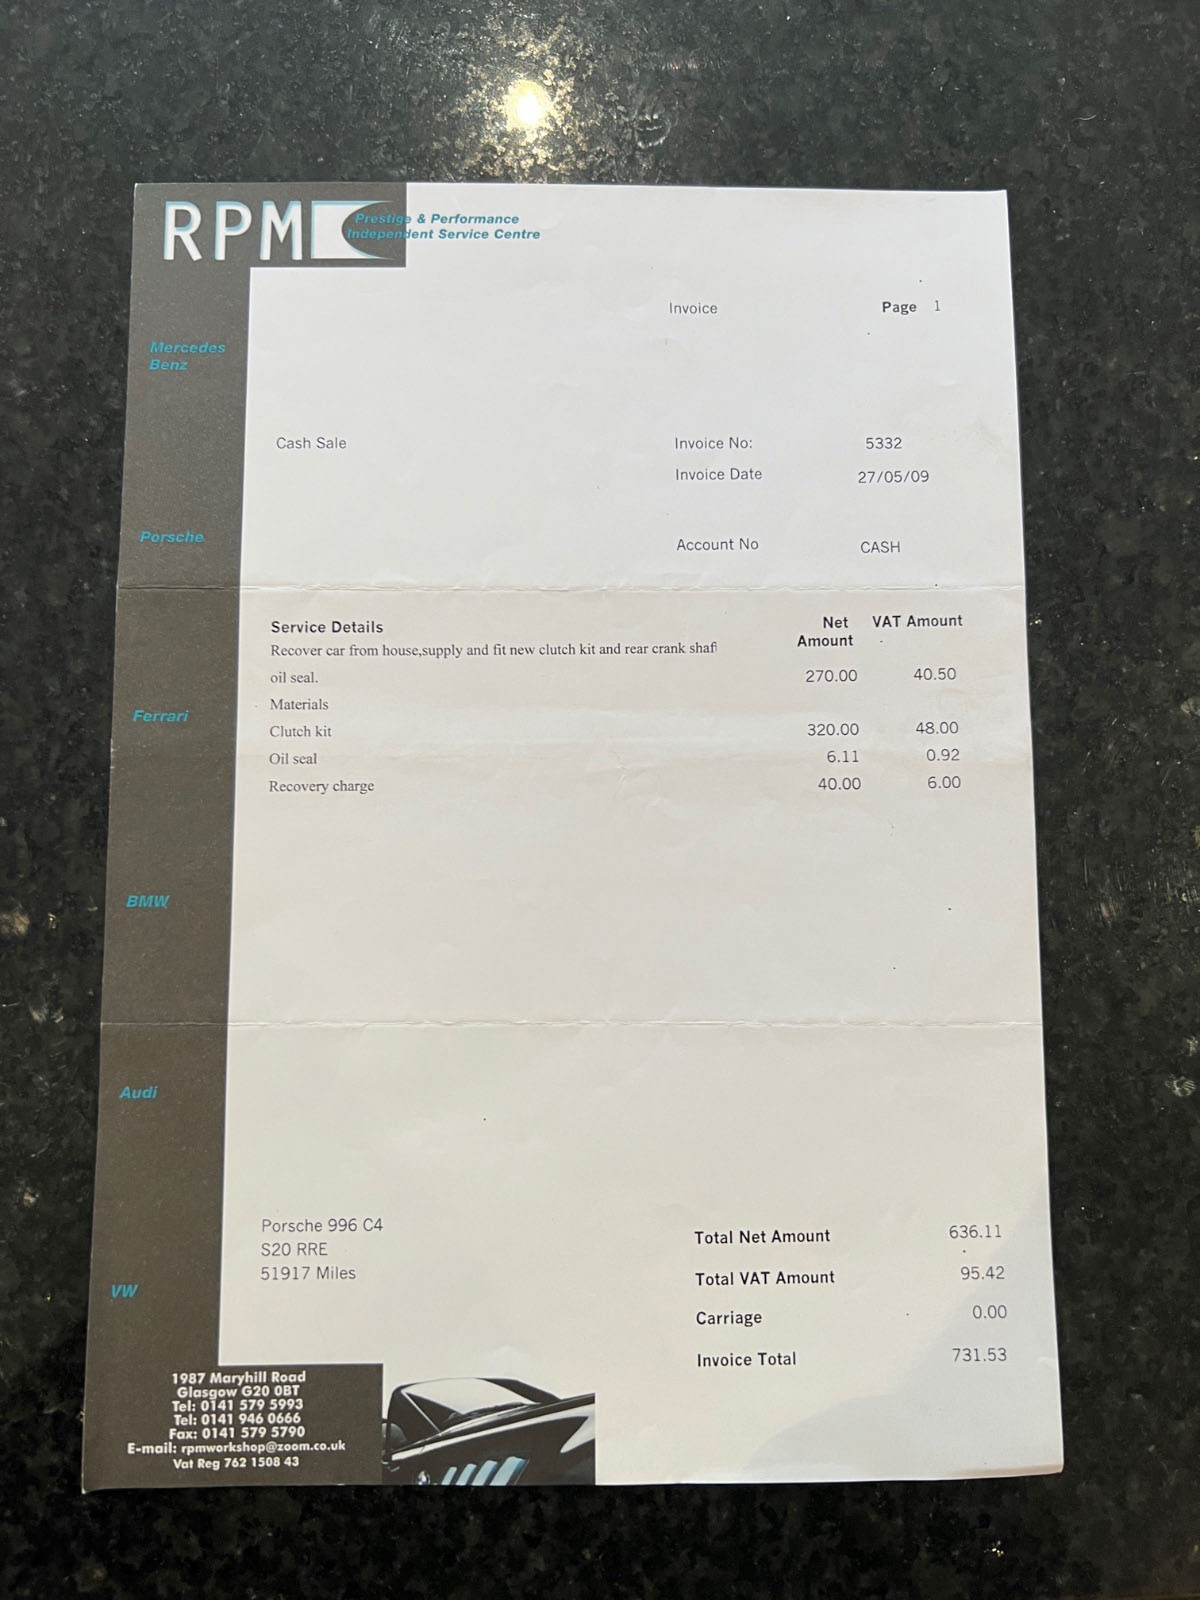 RPM
Prestige & Performance
Independent Service Centre
Invoice Page 1
Mercedes
Benz
Cash Sale Invoice No: 5332
Invoice Date 27/05/09
Porsche
Account No CASH
Service Details Net Amount VAT Amount
Recover car from house,supply and fit new clutch kit and rear crank shaf
oil seal. 270.00 40.50
Materials
Ferrari
Clutch kit 320.00 48.00
Oil seal 6.11 0.92
Recovery charge 40.00 6.00
BMW
Audi
Porsche 996 C4
S20 RRE
51917 Miles
Total Net Amount 636.11
Total VAT Amount 95.42
Carriage 0.00
Invoice Total 731.53
VW
1987 Maryhill Road
Glasgow G20 0BT
Tel: 0141 579 5993
Tel: 0141 946 0666
Fax: 0141 579 5790
E-mail: rpmworkshop@zoom.co.uk
Vat Reg 762 1508 43